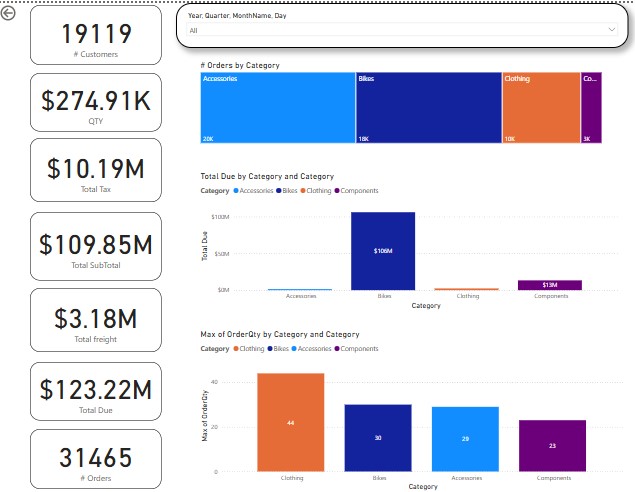 19119
# Customers
$274.91K
QTY
$10.19M
Total Tax
$109.85M
Total SubTotal
$3.18M
Total freight
$123.22M
Total Due
31465
# Orders
Year, Quarter, MonthName, Day
All
# Orders by Category
Accessories Bikes Clothing Co...
20K 18K 10K 3K
Total Due by Category and Category
Category Accessories Bikes Clothing Components
Total Due
$100M
$50M
$0M
$106M
$13M
Accessories Bikes Clothing Components
Category
Max of OrderQty by Category and Category
Category Clothing Bikes Accessories Components
Max of OrderQty
40
20
0
44 30 29 23
Clothing Bikes Accessories Components
Category